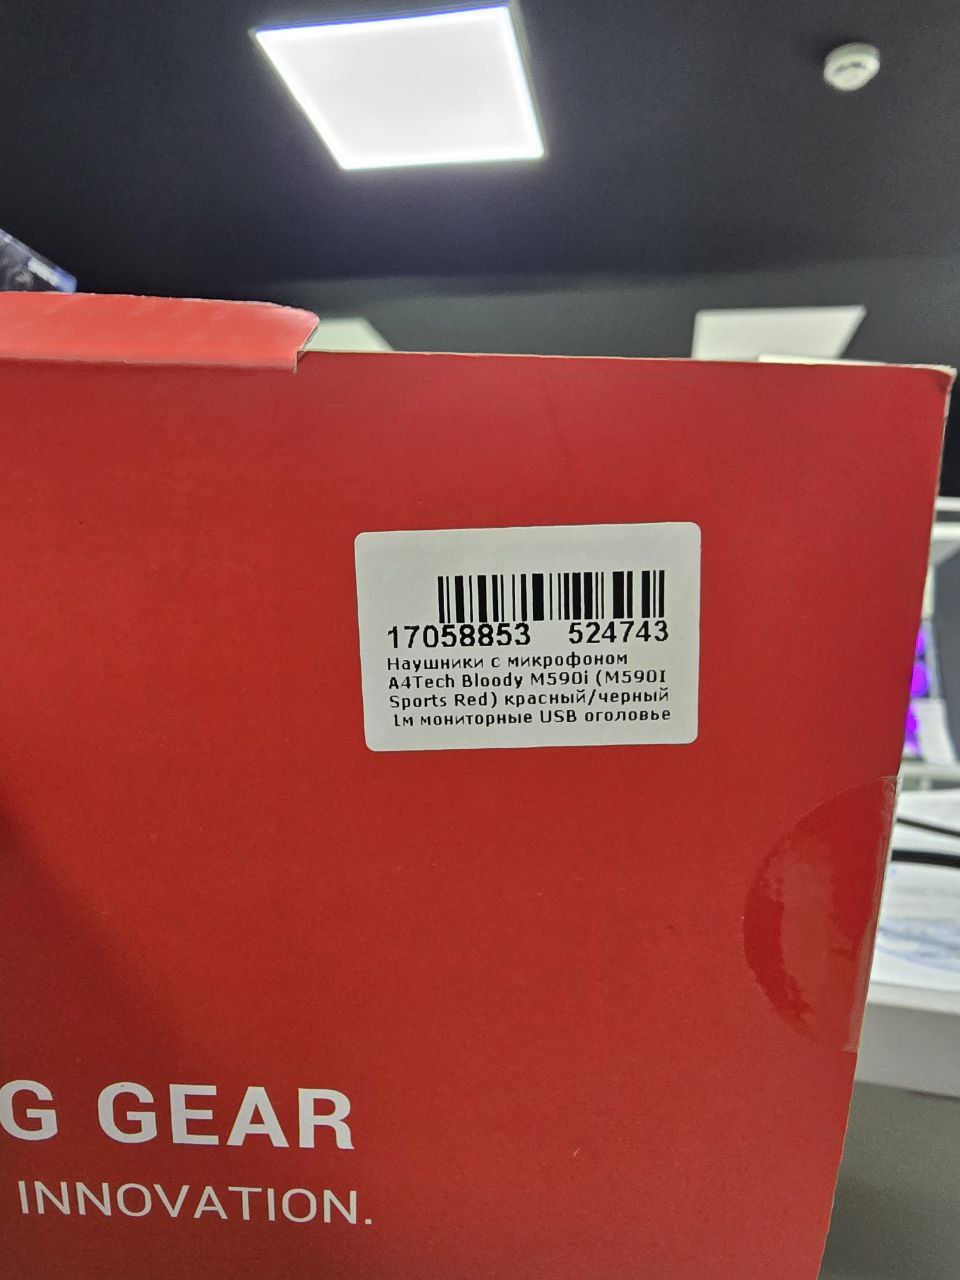 17058853 524743
Наушники с микрофоном
A4Tech Bloody M590i (M590I
Sports Red) красный/черный
1м мониторные USB оголовье
G GEAR
INNOVATION.